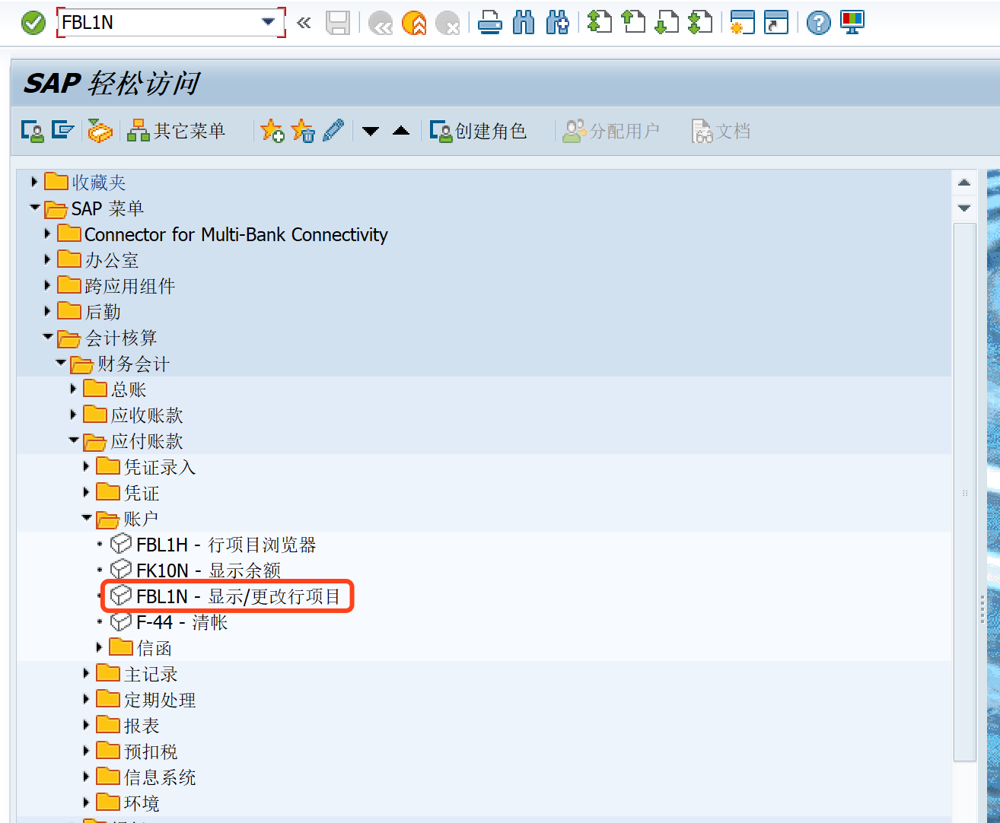 FBL1N
SAP 轻松访问
其它菜单 创建角色 分配用户 文档
收藏夹
SAP 菜单
Connector for Multi-Bank Connectivity
办公室
跨应用组件
后勤
会计核算
财务会计
总账
应收账款
应付账款
凭证录入
凭证
账户
FBL1H - 行项目浏览器
FK10N - 显示余额
FBL1N - 显示/更改行项目
F-44 - 清帐
信函
主记录
定期处理
报表
预扣税
信息系统
环境